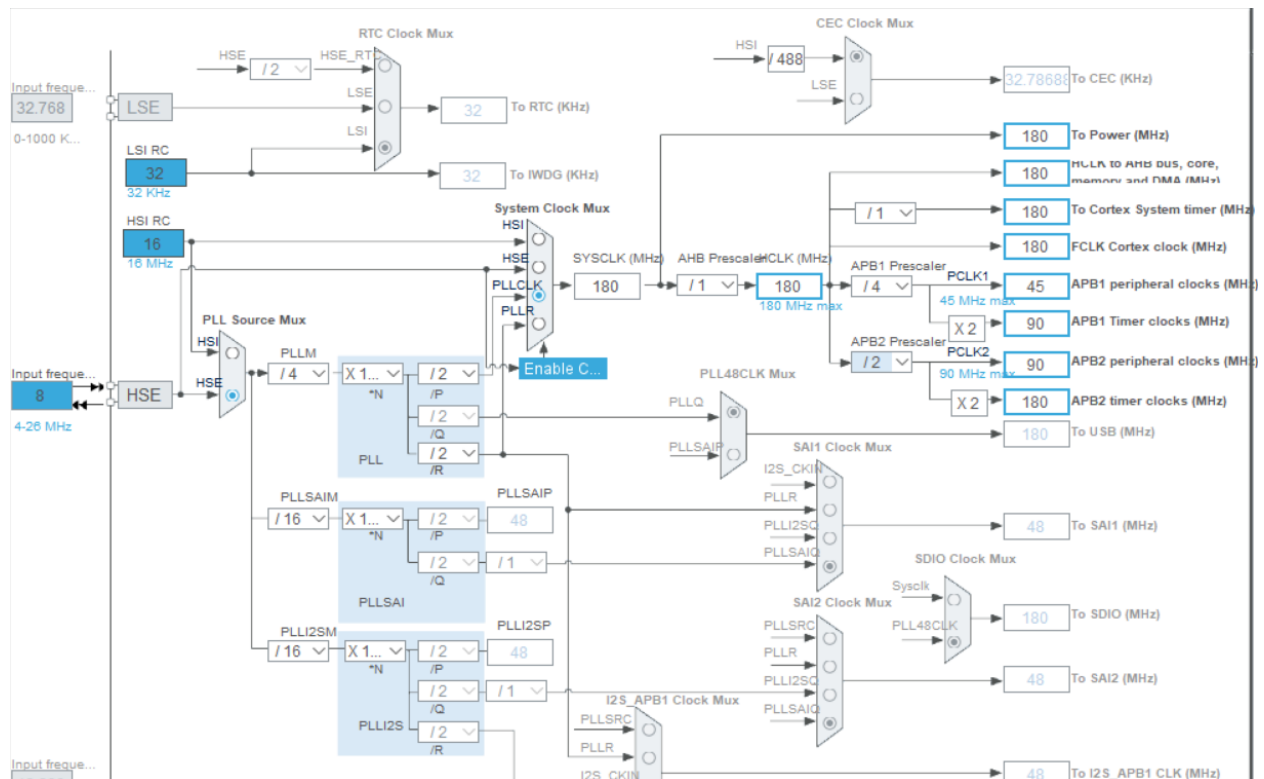 RTC Clock Mux
CEC Clock Mux
HSE
/ 2
HSE_RTC
HSI
/ 488
Input freque...
32.768
LSE
LSE
32
To RTC (KHz)
LSE
32.78688
To CEC (KHz)
0-1000 K...
LSI
LSI RC
32
32 KHz
32
To IWDG (KHz)
180
To Power (MHz)
180
HCLK to AHB bus, core,
memory and DMA (MHz)
/ 1
180
To Cortex System timer (MHz)
180
FCLK Cortex clock (MHz)
HSI RC
16
16 MHz
System Clock Mux
HSI
HSE
PLLCLK
PLLR
SYSCLK (MHz)
180
AHB Prescaler
/ 1
HCLK (MHz)
180
180 MHz max
APB1 Prescaler
/ 4
PCLK1
45 MHz max
45
APB1 peripheral clocks (MHz)
X 2
90
APB1 Timer clocks (MHz)
APB2 Prescaler
/ 2
PCLK2
90 MHz max
90
APB2 peripheral clocks (MHz)
X 2
180
APB2 timer clocks (MHz)
Enable C...
PLL Source Mux
HSI
HSE
Input freque...
8
HSE
4-26 MHz
PLLM
/ 4
X 1...
*N
/ 2
/P
/ 2
/Q
/ 2
/R
PLL
PLL48CLK Mux
PLLQ
PLLSAIP
180
To USB (MHz)
PLLSAIM
/ 16
X 1...
*N
/ 2
/P
PLLSAIP
48
/ 2
/Q
/ 1
PLLSAI
SAI1 Clock Mux
I2S_CKIN
PLLR
PLLI2SQ
PLLSAIQ
48
To SAI1 (MHz)
SDIO Clock Mux
Sysclk
PLL48CLK
180
To SDIO (MHz)
PLLI2SM
/ 16
X 1...
*N
/ 2
/P
PLLI2SP
48
/ 2
/Q
/ 1
PLLI2S
/ 2
/R
SAI2 Clock Mux
PLLSRC
PLLR
PLLI2SQ
PLLSAIQ
48
To SAI2 (MHz)
I2S_APB1 Clock Mux
PLLSRC
PLLR
I2S_CKIN
48
To I2S_APB1 CLK (MHz)
Input freque...